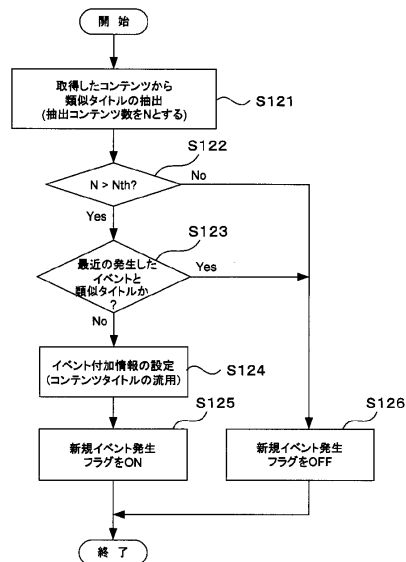 開 始
取得したコンテンツから
類似タイトルの抽出
(抽出コンテンツ数をNとする)
S121
S122
N > Nth?
No
Yes
S123
最近の発生した
イベントと
類似タイトルか
?
Yes
No
イベント付加情報の設定
(コンテンツタイトルの流用)
S124
S125
新規イベント発生
フラグをON
S126
新規イベント発生
フラグをOFF
終 了